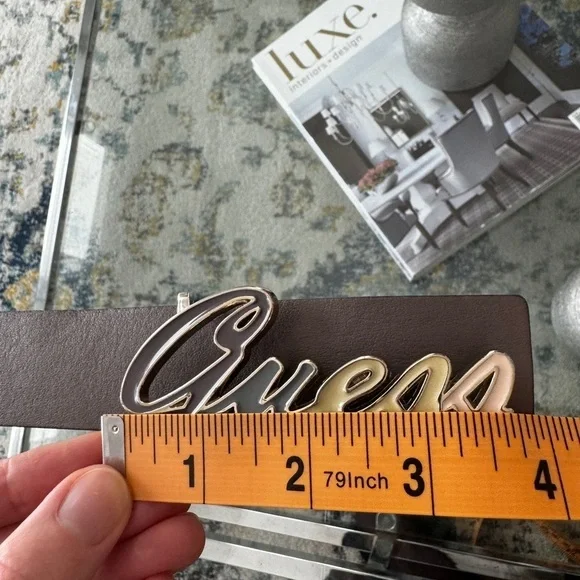 luxe.
interiors+design
Guess
1 2 79Inch 3 4